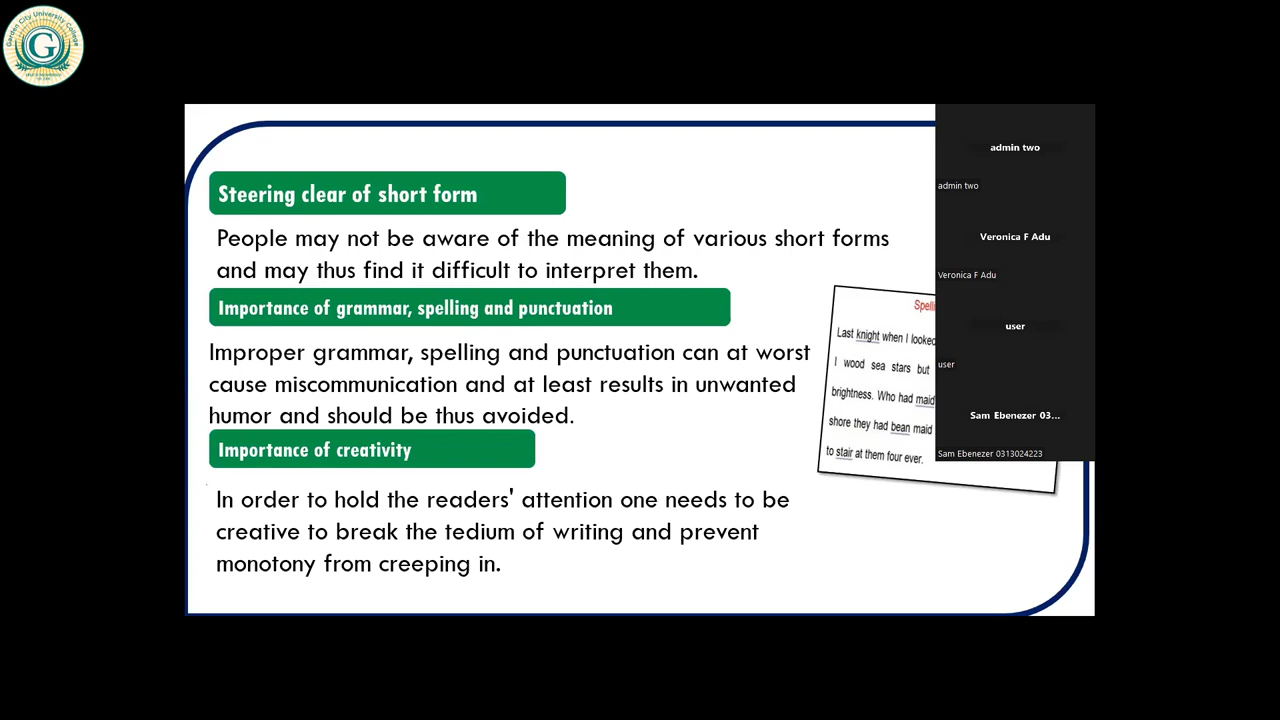 Garden City University College
G
Steering clear of short form
People may not be aware of the meaning of various short forms
and may thus find it difficult to interpret them.
Importance of grammar, spelling and punctuation
Improper grammar, spelling and punctuation can at worst
cause miscommunication and at least results in unwanted
humor and should be thus avoided.
Importance of creativity
In order to hold the readers' attention one needs to be
creative to break the tedium of writing and prevent
monotony from creeping in.
Last knight when I looked
I wood sea stars but
brightness. Who had maid
shore they had bean maid
to stair at them four ever.
admin two
admin two
Veronica F Adu
Veronica F Adu
user
user
Sam Ebenezer 03...
Sam Ebenezer 0313024223